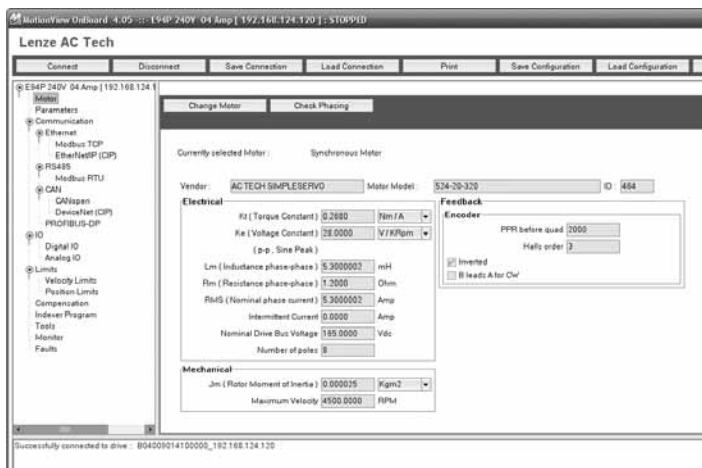 MotionView OnBoard 4.05 -::- E94P 240V 04 Amp [ 192.168.124.120 ] : STOPPED
Lenze AC Tech
Connect Disconnect Save Connection Load Connection Print Save Configuration Load Configuration
E94P 240V 04 Amp [ 192.168.124.1
Motor
Parameters
Communication
Ethernet
Modbus TCP
EtherNet/IP (CIP)
RS485
Modbus RTU
CAN
CANopen
DeviceNet (CIP)
PROFIBUS-DP
IO
Digital IO
Analog IO
Limits
Velocity Limits
Position Limits
Compensation
Indexer Program
Tools
Monitor
Faults
Change Motor Check Phasing
Currently selected Motor : Synchronous Motor
Vendor : AC TECH SIMPLESERVO Motor Model : S24-20-320 ID : 464
Electrical
Kt ( Torque Constant ) 0.2680 Nm / A
Ke ( Voltage Constant ) 28.0000 V / KRpm
( p-p , Sine Peak )
Lm ( Inductance phase-phase ) 5.3000002 mH
Rm ( Resistance phase-phase ) 1.2000 Ohm
RMS ( Nominal phase current ) 5.3000002 Amp
Intermittent Current 0.0000 Amp
Nominal Drive Bus Voltage 165.0000 Vdc
Number of poles 8
Mechanical
Jm ( Rotor Moment of Inertia ) 0.000025 Kgm2
Maximum Velocity 4500.0000 RPM
Feedback
Encoder
PPR before quad 2000
Halls order 3
Inverted
B leads A for CW
Successfully connected to drive : B04009014100000_192.168.124.120